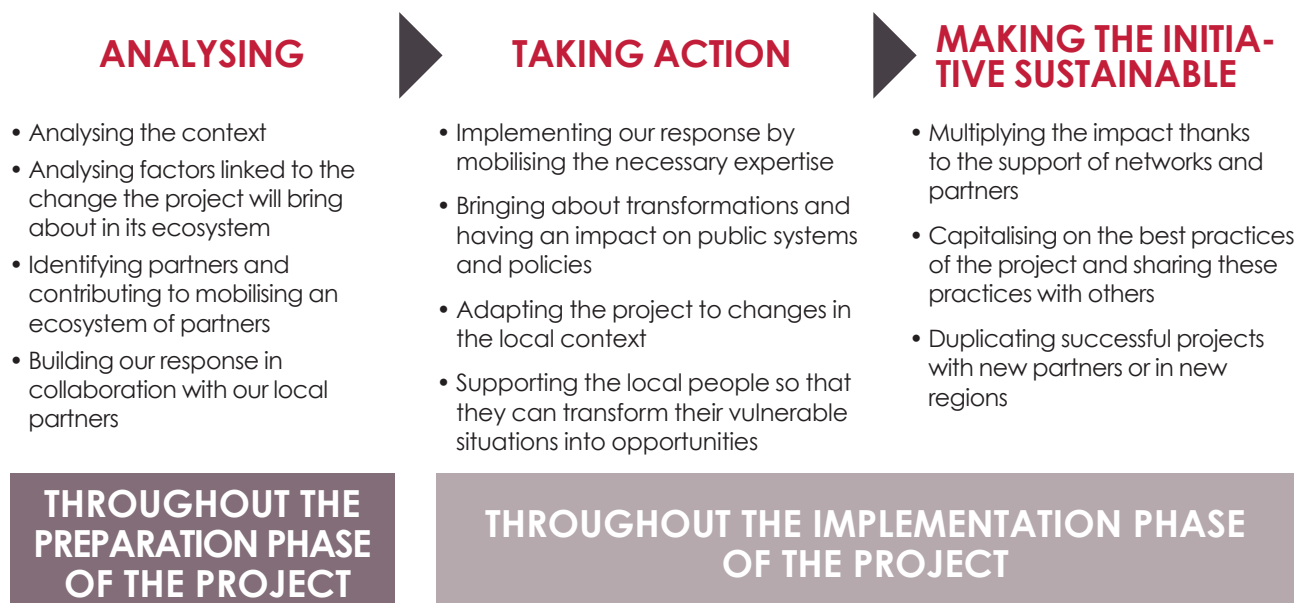 ANALYSING
• Analysing the context
• Analysing factors linked to the
change the project will bring
about in its ecosystem
• Identifying partners and
contributing to mobilising an
ecosystem of partners
• Building our response in
collaboration with our local
partners
THROUGHOUT THE
PREPARATION PHASE
OF THE PROJECT
TAKING ACTION
• Implementing our response by
mobilising the necessary expertise
• Bringing about transformations and
having an impact on public systems
and policies
• Adapting the project to changes in
the local context
• Supporting the local people so that
they can transform their vulnerable
situations into opportunities
MAKING THE INITIA-
TIVE SUSTAINABLE
• Multiplying the impact thanks
to the support of networks and
partners
• Capitalising on the best practices
of the project and sharing these
practices with others
• Duplicating successful projects
with new partners or in new
regions
THROUGHOUT THE IMPLEMENTATION PHASE
OF THE PROJECT